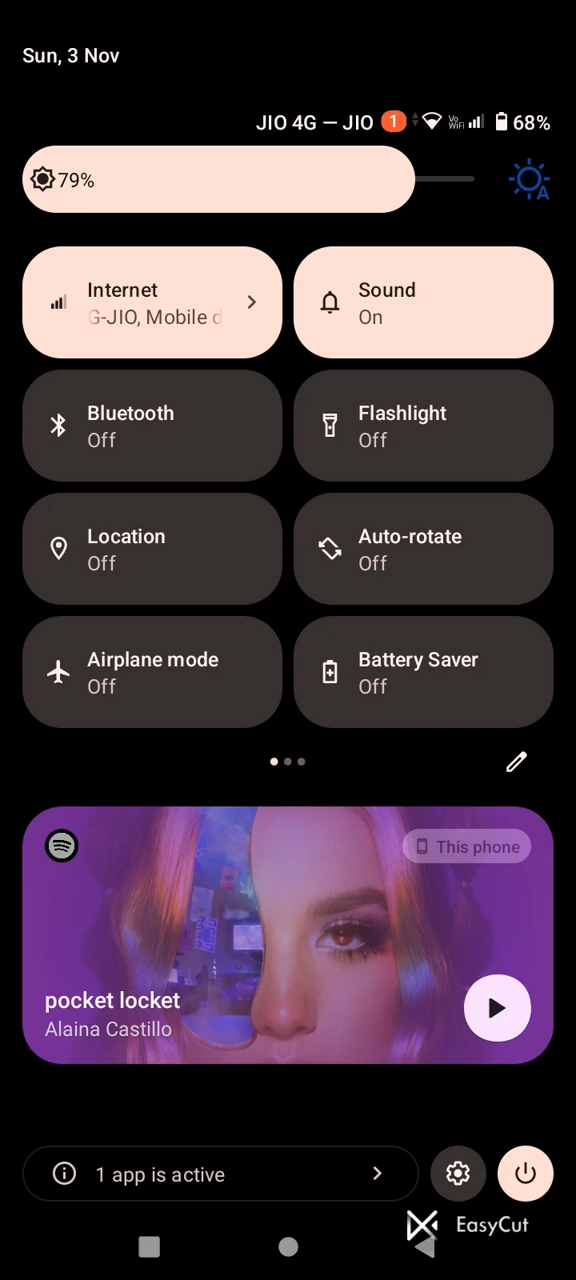 Sun, 3 Nov
JIO 4G — JIO 1 Vo WiFi 68%
79%
Internet
G-JIO, Mobile d
Sound
On
Bluetooth
Off
Flashlight
Off
Location
Off
Auto-rotate
Off
Airplane mode
Off
Battery Saver
Off
This phone
pocket locket
Alaina Castillo
1 app is active
EasyCut